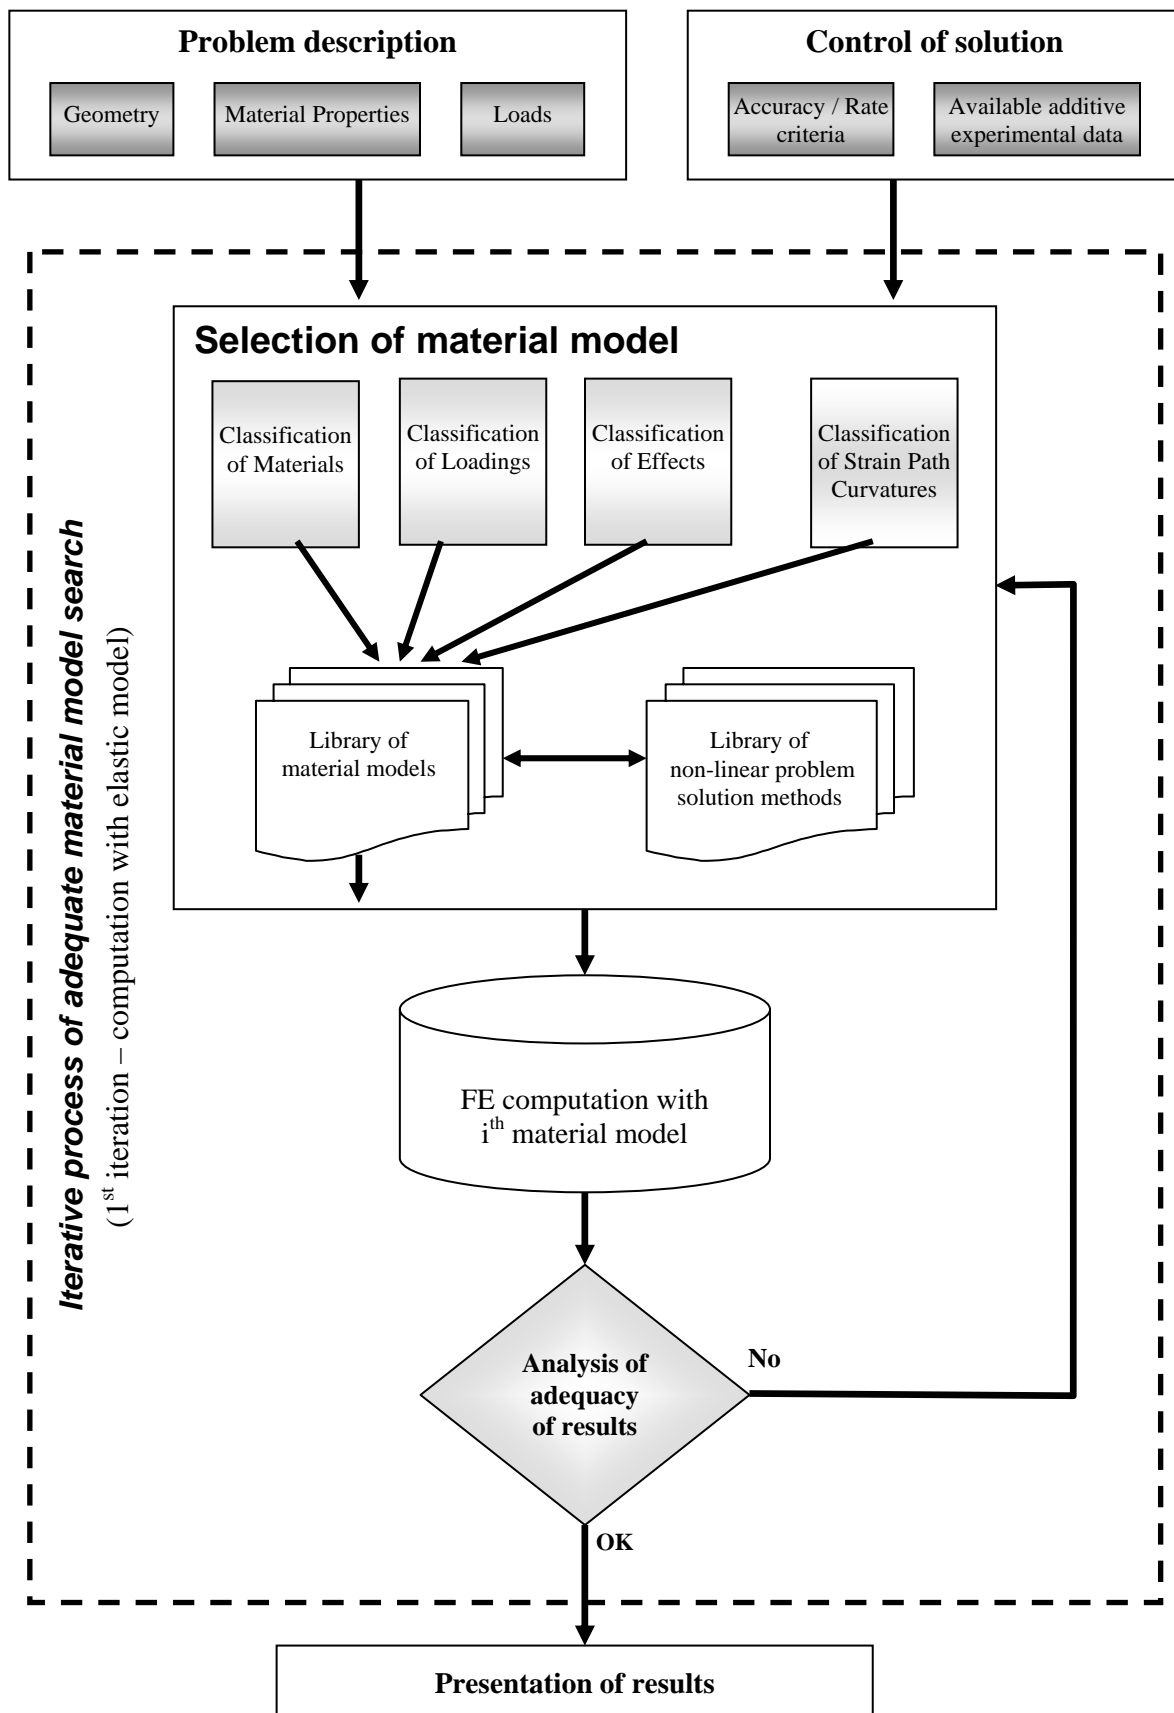 Problem description
Geometry
Material Properties
Loads
Control of solution
Accuracy / Rate
criteria
Available additive
experimental data
Iterative process of adequate material model search
(1st iteration – computation with elastic model)
Selection of material model
Classification
of Materials
Classification
of Loadings
Classification
of Effects
Classification
of Strain Path
Curvatures
Library of
material models
Library of
non-linear problem
solution methods
FE computation with
ith material model
Analysis of
adequacy
of results
No
OK
Presentation of results